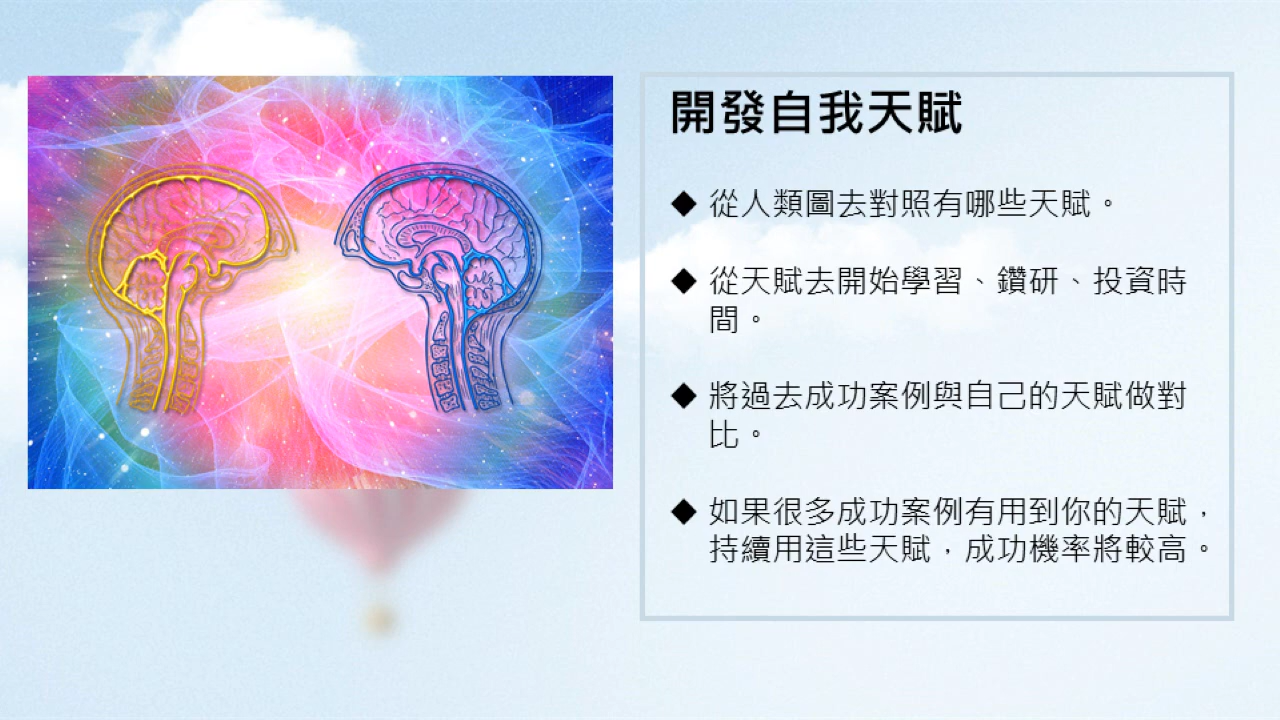 開發自我天賦
◆ 從人類圖去對照有哪些天賦。
◆ 從天賦去開始學習、鑽研、投資時
間。
◆ 將過去成功案例與自己的天賦做對
比。
◆ 如果很多成功案例有用到你的天賦，
持續用這些天賦，成功機率將較高。